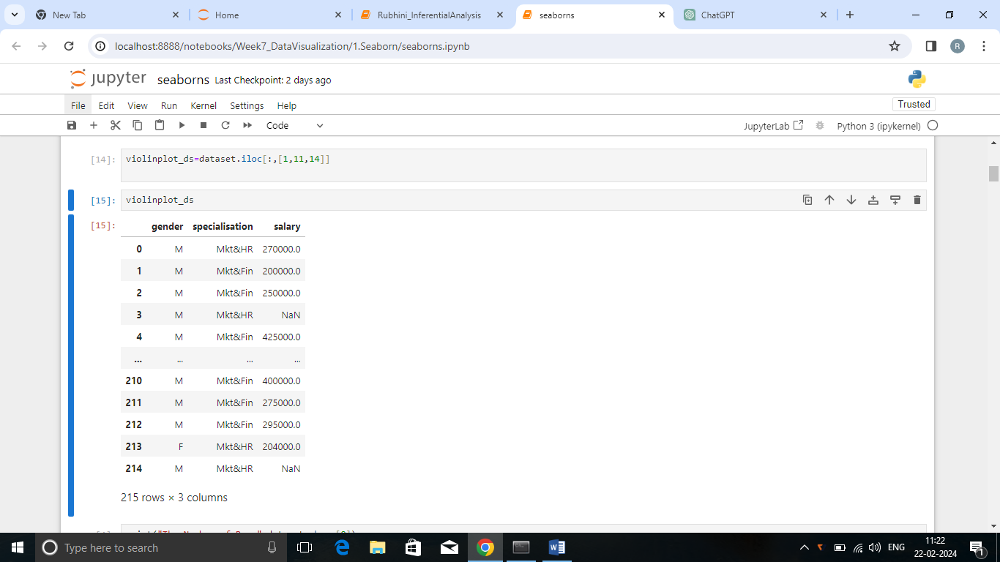 New Tab
Home
Rubhini_InferentialAnalysis
seaborns
ChatGPT
localhost:8888/notebooks/Week7_DataVisualization/1.Seaborn/seaborns.ipynb
R
jupyter seaborns Last Checkpoint: 2 days ago
File Edit View Run Kernel Settings Help
Trusted
Code
JupyterLab
Python 3 (ipykernel)
[14]: violinplot_ds=dataset.iloc[:,[1,11,14]]
[15]: violinplot_ds
[15]: gender specialisation salary
0 M Mkt&HR 270000.0
1 M Mkt&Fin 200000.0
2 M Mkt&Fin 250000.0
3 M Mkt&HR NaN
4 M Mkt&Fin 425000.0
... ... ... ...
210 M Mkt&Fin 400000.0
211 M Mkt&Fin 275000.0
212 M Mkt&Fin 295000.0
213 F Mkt&HR 204000.0
214 M Mkt&HR NaN
215 rows × 3 columns
Type here to search
ENG
11:22
22-02-2024
1